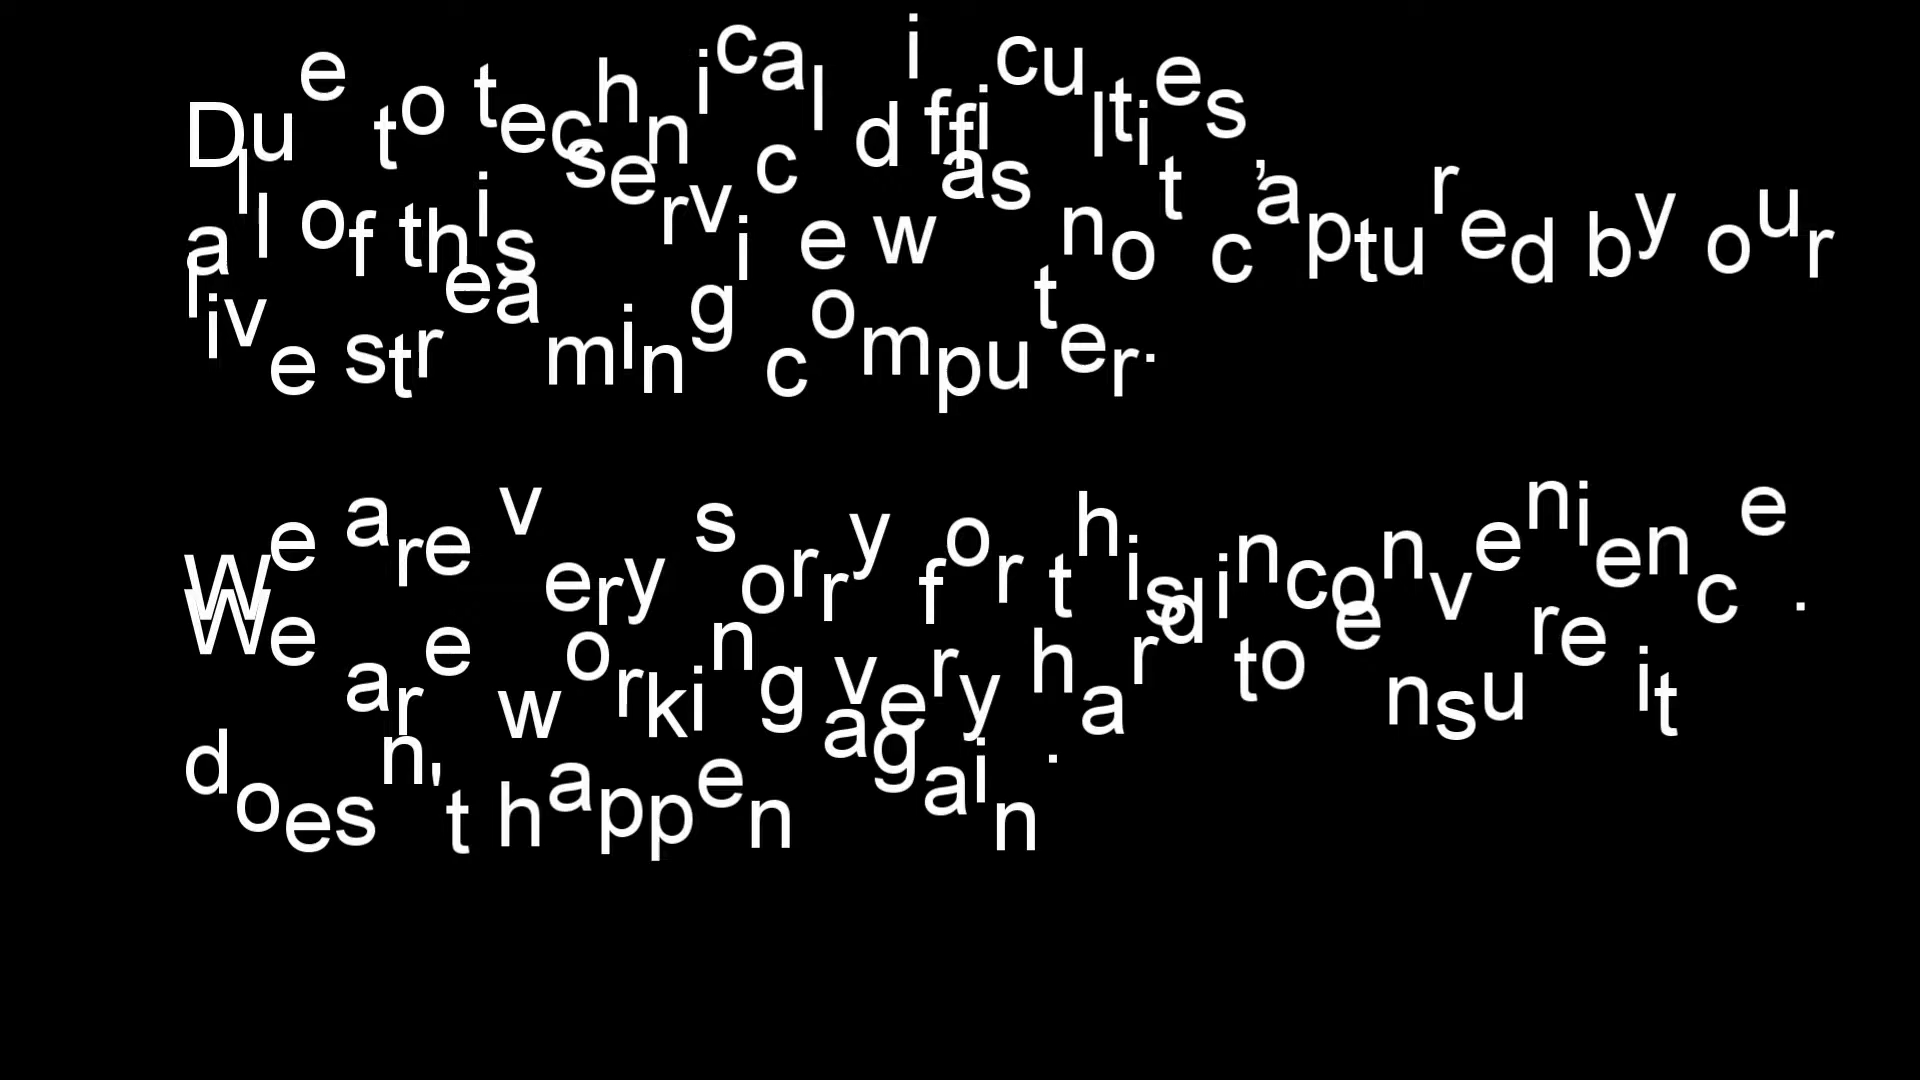 Due to technical difficulties,
all of this service was not captured by our
live streaming computer.
We are very sorry for this inconvenience.
We are working very hard to ensure it
doesn't happen again.